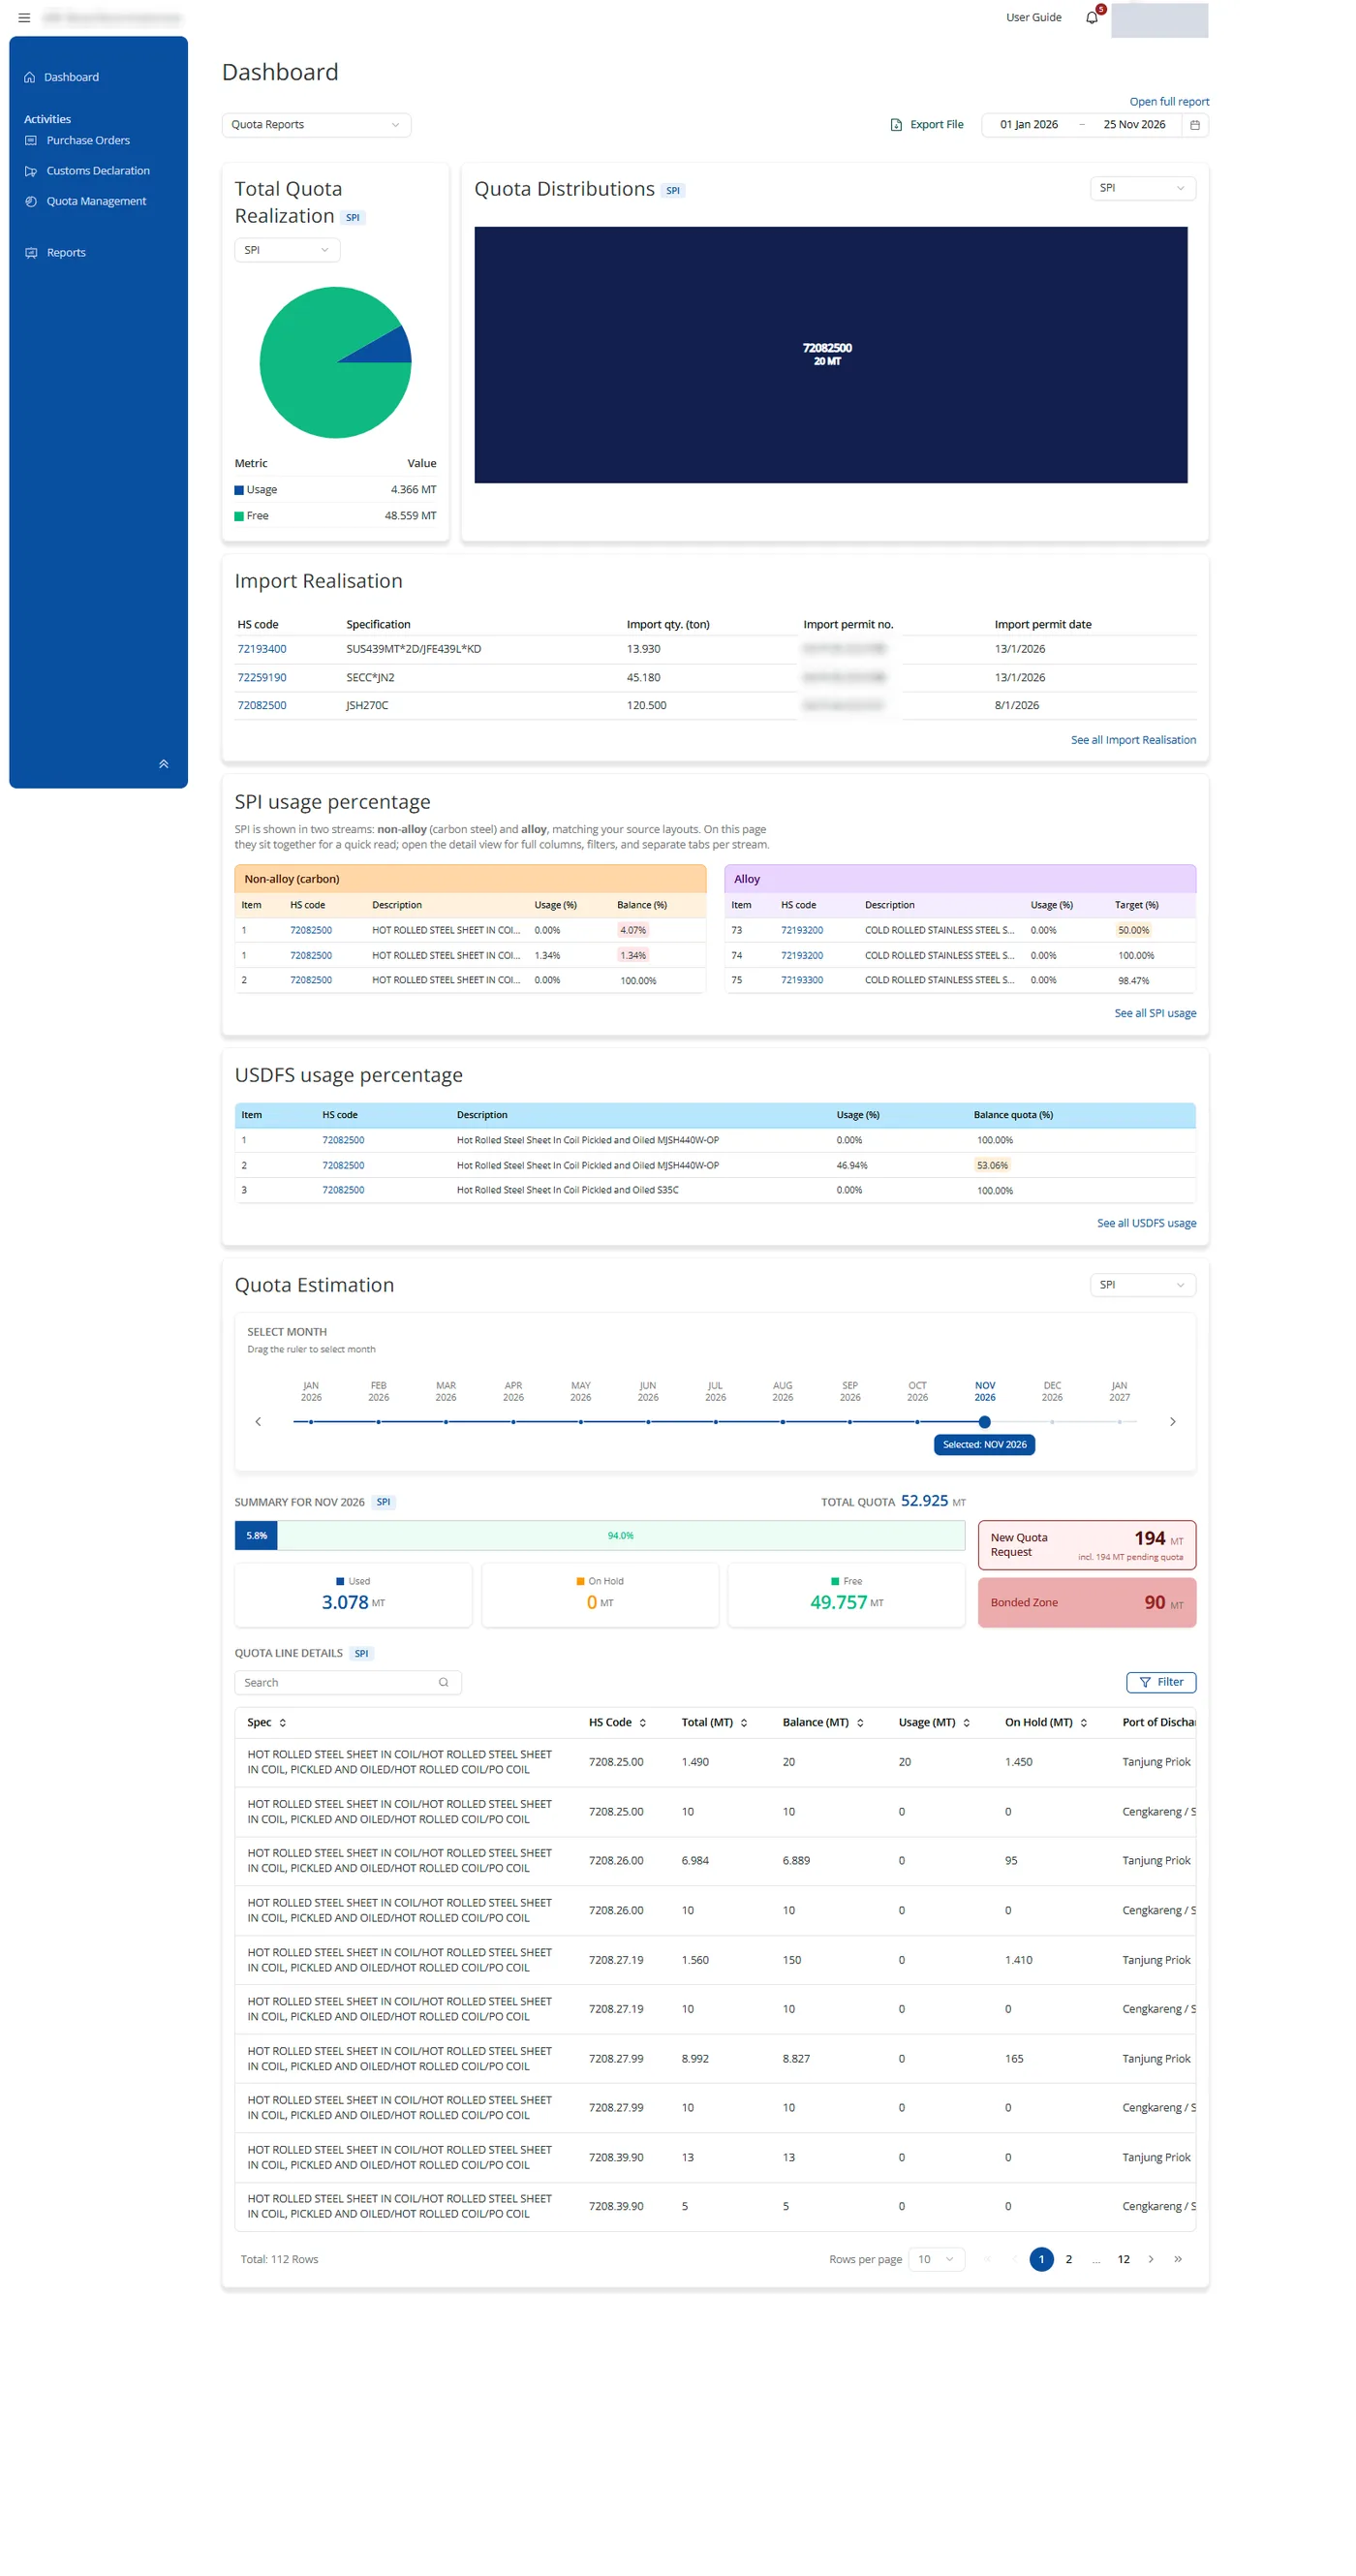 User Guide
5
Dashboard
Activities
Purchase Orders
Customs Declaration
Quota Management
Reports
Dashboard
Open full report
Quota Reports
Export File
01 Jan 2026 – 25 Nov 2026
Total Quota
Realization SPI
SPI
Metric Value
Usage 4.366 MT
Free 48.559 MT
Quota Distributions SPI
SPI
72082500
20 MT
Import Realisation
HS code Specification Import qty. (ton) Import permit no. Import permit date
72193400 SUS439MT*2D/JFE439L*KD 13.930 13/1/2026
72259190 SECC*JN2 45.180 13/1/2026
72082500 JSH270C 120.500 8/1/2026
See all Import Realisation
SPI usage percentage
SPI is shown in two streams: non-alloy (carbon steel) and alloy, matching your source layouts. On this page
they sit together for a quick read; open the detail view for full columns, filters, and separate tabs per stream.
Non-alloy (carbon)
Item HS code Description Usage (%) Balance (%)
1 72082500 HOT ROLLED STEEL SHEET IN COI... 0.00% 4.07%
1 72082500 HOT ROLLED STEEL SHEET IN COI... 1.34% 1.34%
2 72082500 HOT ROLLED STEEL SHEET IN COI... 0.00% 100.00%
Alloy
Item HS code Description Usage (%) Target (%)
73 72193200 COLD ROLLED STAINLESS STEEL S... 0.00% 50.00%
74 72193200 COLD ROLLED STAINLESS STEEL S... 0.00% 100.00%
75 72193300 COLD ROLLED STAINLESS STEEL S... 0.00% 98.47%
See all SPI usage
USDFS usage percentage
Item HS code Description Usage (%) Balance quota (%)
1 72082500 Hot Rolled Steel Sheet In Coil Pickled and Oiled MJSH440W-OP 0.00% 100.00%
2 72082500 Hot Rolled Steel Sheet In Coil Pickled and Oiled MJSH440W-OP 46.94% 53.06%
3 72082500 Hot Rolled Steel Sheet In Coil Pickled and Oiled S35C 0.00% 100.00%
See all USDFS usage
Quota Estimation
SPI
SELECT MONTH
Drag the ruler to select month
JAN FEB MAR APR MAY JUN JUL AUG SEP OCT NOV DEC JAN
2026 2026 2026 2026 2026 2026 2026 2026 2026 2026 2026 2026 2027
Selected: NOV 2026
SUMMARY FOR NOV 2026 SPI
TOTAL QUOTA 52.925 MT
5.8% 94.0%
Used
3.078 MT
On Hold
0 MT
Free
49.757 MT
New Quota
Request
194 MT
incl. 194 MT pending quota
Bonded Zone 90 MT
QUOTA LINE DETAILS SPI
Search
Filter
Spec HS Code Total (MT) Balance (MT) Usage (MT) On Hold (MT) Port of Dischar
HOT ROLLED STEEL SHEET IN COIL/HOT ROLLED STEEL SHEET
IN COIL, PICKLED AND OILED/HOT ROLLED COIL/PO COIL
7208.25.00 1.490 20 20 1.450 Tanjung Priok
HOT ROLLED STEEL SHEET IN COIL/HOT ROLLED STEEL SHEET
IN COIL, PICKLED AND OILED/HOT ROLLED COIL/PO COIL
7208.25.00 10 10 0 0 Cengkareng / S
HOT ROLLED STEEL SHEET IN COIL/HOT ROLLED STEEL SHEET
IN COIL, PICKLED AND OILED/HOT ROLLED COIL/PO COIL
7208.26.00 6.984 6.889 0 95 Tanjung Priok
HOT ROLLED STEEL SHEET IN COIL/HOT ROLLED STEEL SHEET
IN COIL, PICKLED AND OILED/HOT ROLLED COIL/PO COIL
7208.26.00 10 10 0 0 Cengkareng / S
HOT ROLLED STEEL SHEET IN COIL/HOT ROLLED STEEL SHEET
IN COIL, PICKLED AND OILED/HOT ROLLED COIL/PO COIL
7208.27.19 1.560 150 0 1.410 Tanjung Priok
HOT ROLLED STEEL SHEET IN COIL/HOT ROLLED STEEL SHEET
IN COIL, PICKLED AND OILED/HOT ROLLED COIL/PO COIL
7208.27.19 10 10 0 0 Cengkareng / S
HOT ROLLED STEEL SHEET IN COIL/HOT ROLLED STEEL SHEET
IN COIL, PICKLED AND OILED/HOT ROLLED COIL/PO COIL
7208.27.99 8.992 8.827 0 165 Tanjung Priok
HOT ROLLED STEEL SHEET IN COIL/HOT ROLLED STEEL SHEET
IN COIL, PICKLED AND OILED/HOT ROLLED COIL/PO COIL
7208.27.99 10 10 0 0 Cengkareng / S
HOT ROLLED STEEL SHEET IN COIL/HOT ROLLED STEEL SHEET
IN COIL, PICKLED AND OILED/HOT ROLLED COIL/PO COIL
7208.39.90 13 13 0 0 Tanjung Priok
HOT ROLLED STEEL SHEET IN COIL/HOT ROLLED STEEL SHEET
IN COIL, PICKLED AND OILED/HOT ROLLED COIL/PO COIL
7208.39.90 5 5 0 0 Cengkareng / S
Total: 112 Rows
Rows per page 10 1 2 ... 12